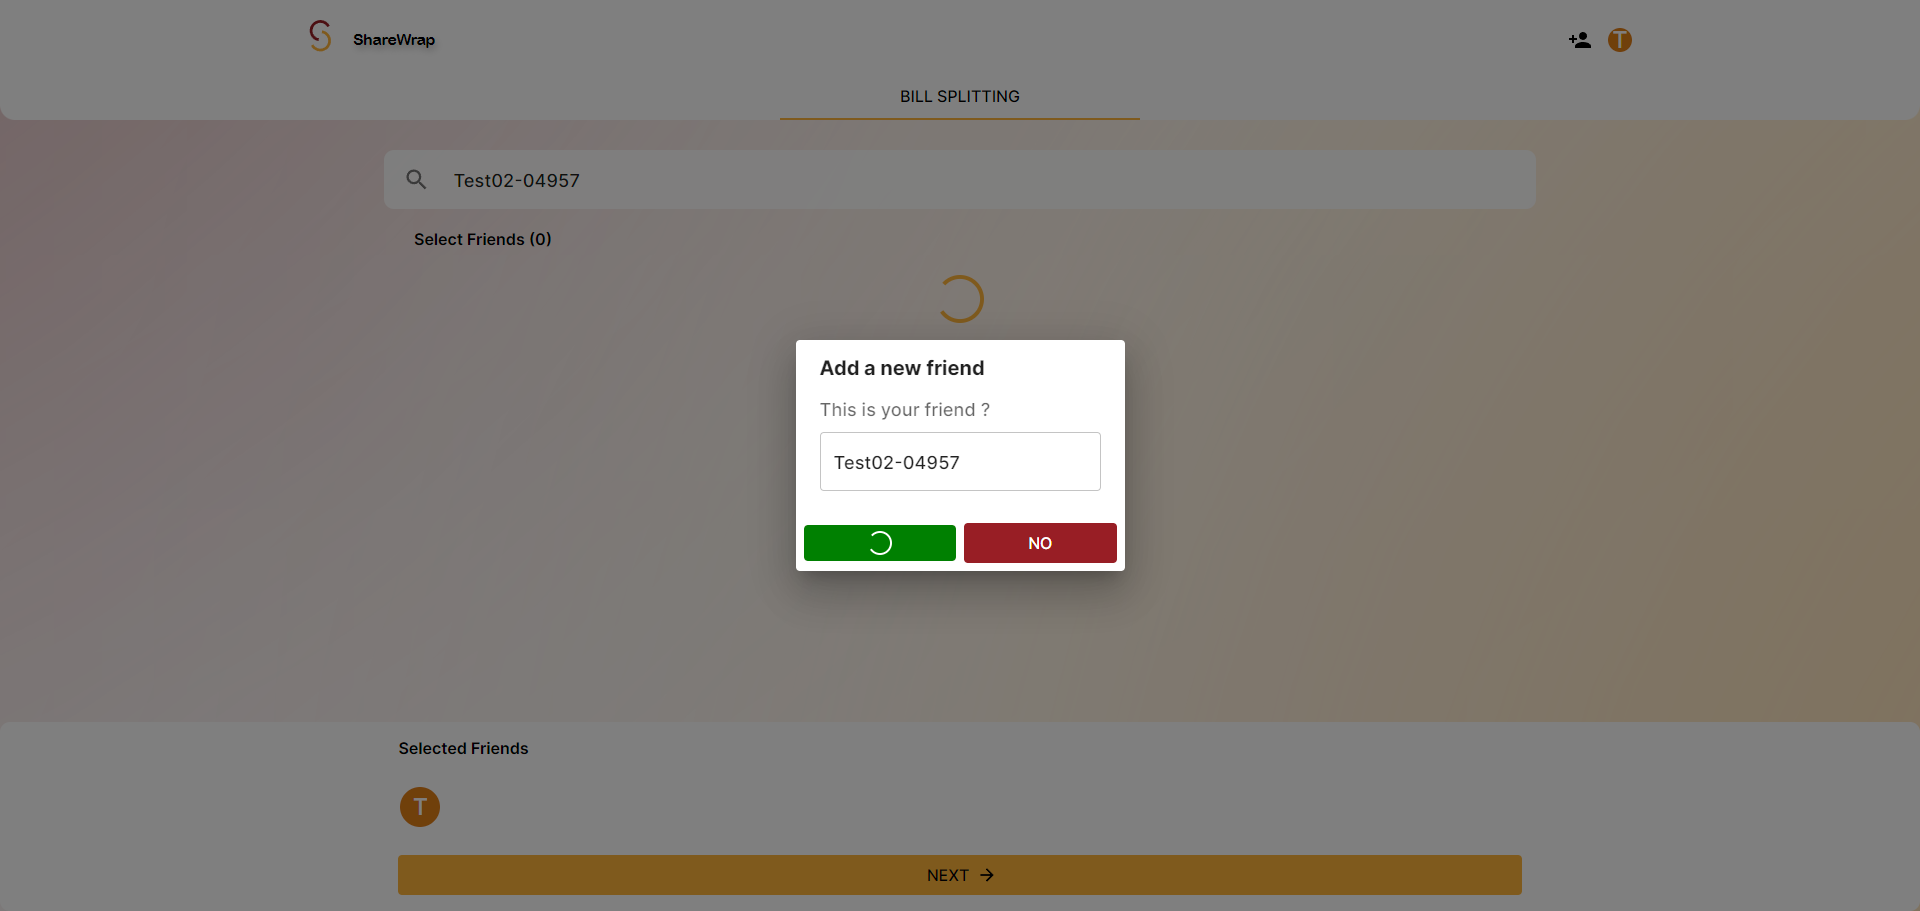 ShareWrap
T
BILL SPLITTING
Test02-04957
Select Friends (0)
Add a new friend
This is your friend ?
Test02-04957
NO
Selected Friends
T
NEXT →